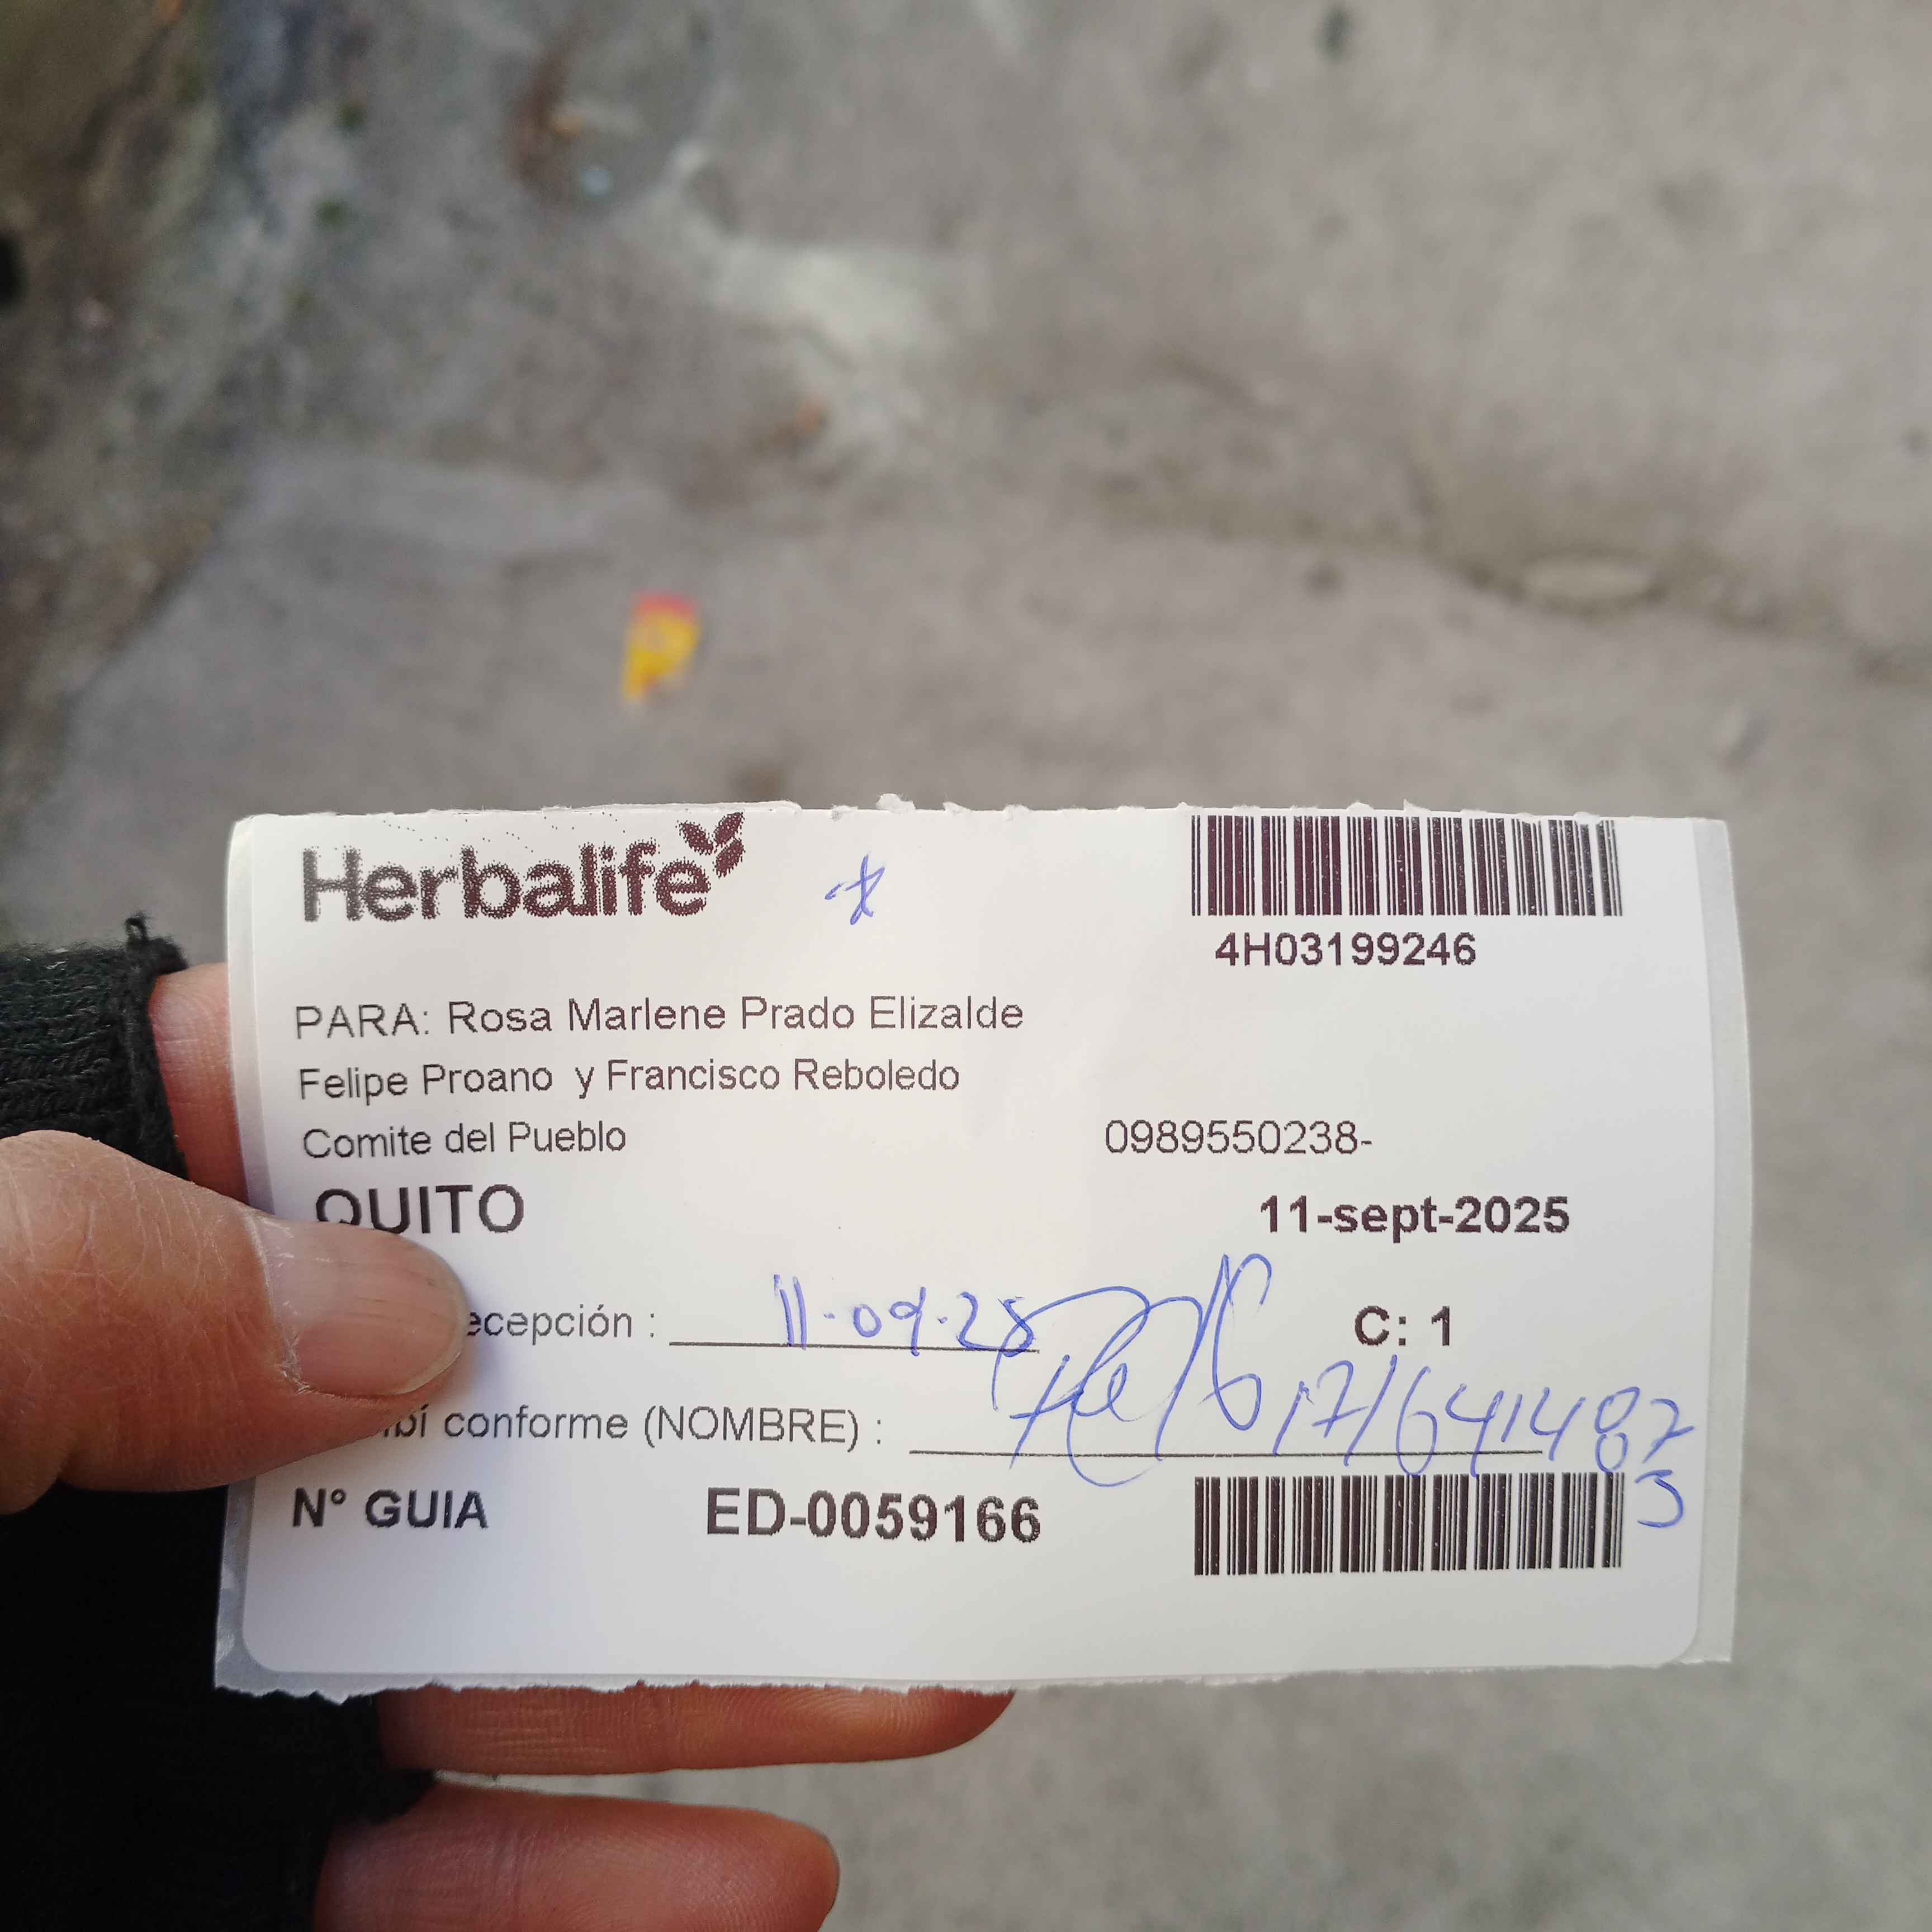 Herbalife
4H03199246
PARA: Rosa Marlene Prado Elizalde
Felipe Proano y Francisco Reboledo
Comite del Pueblo 0989550238-
QUITO 11-sept-2025
ecepción : 11-09-25 C: 1
bí conforme (NOMBRE) :
N° GUIA ED-0059166